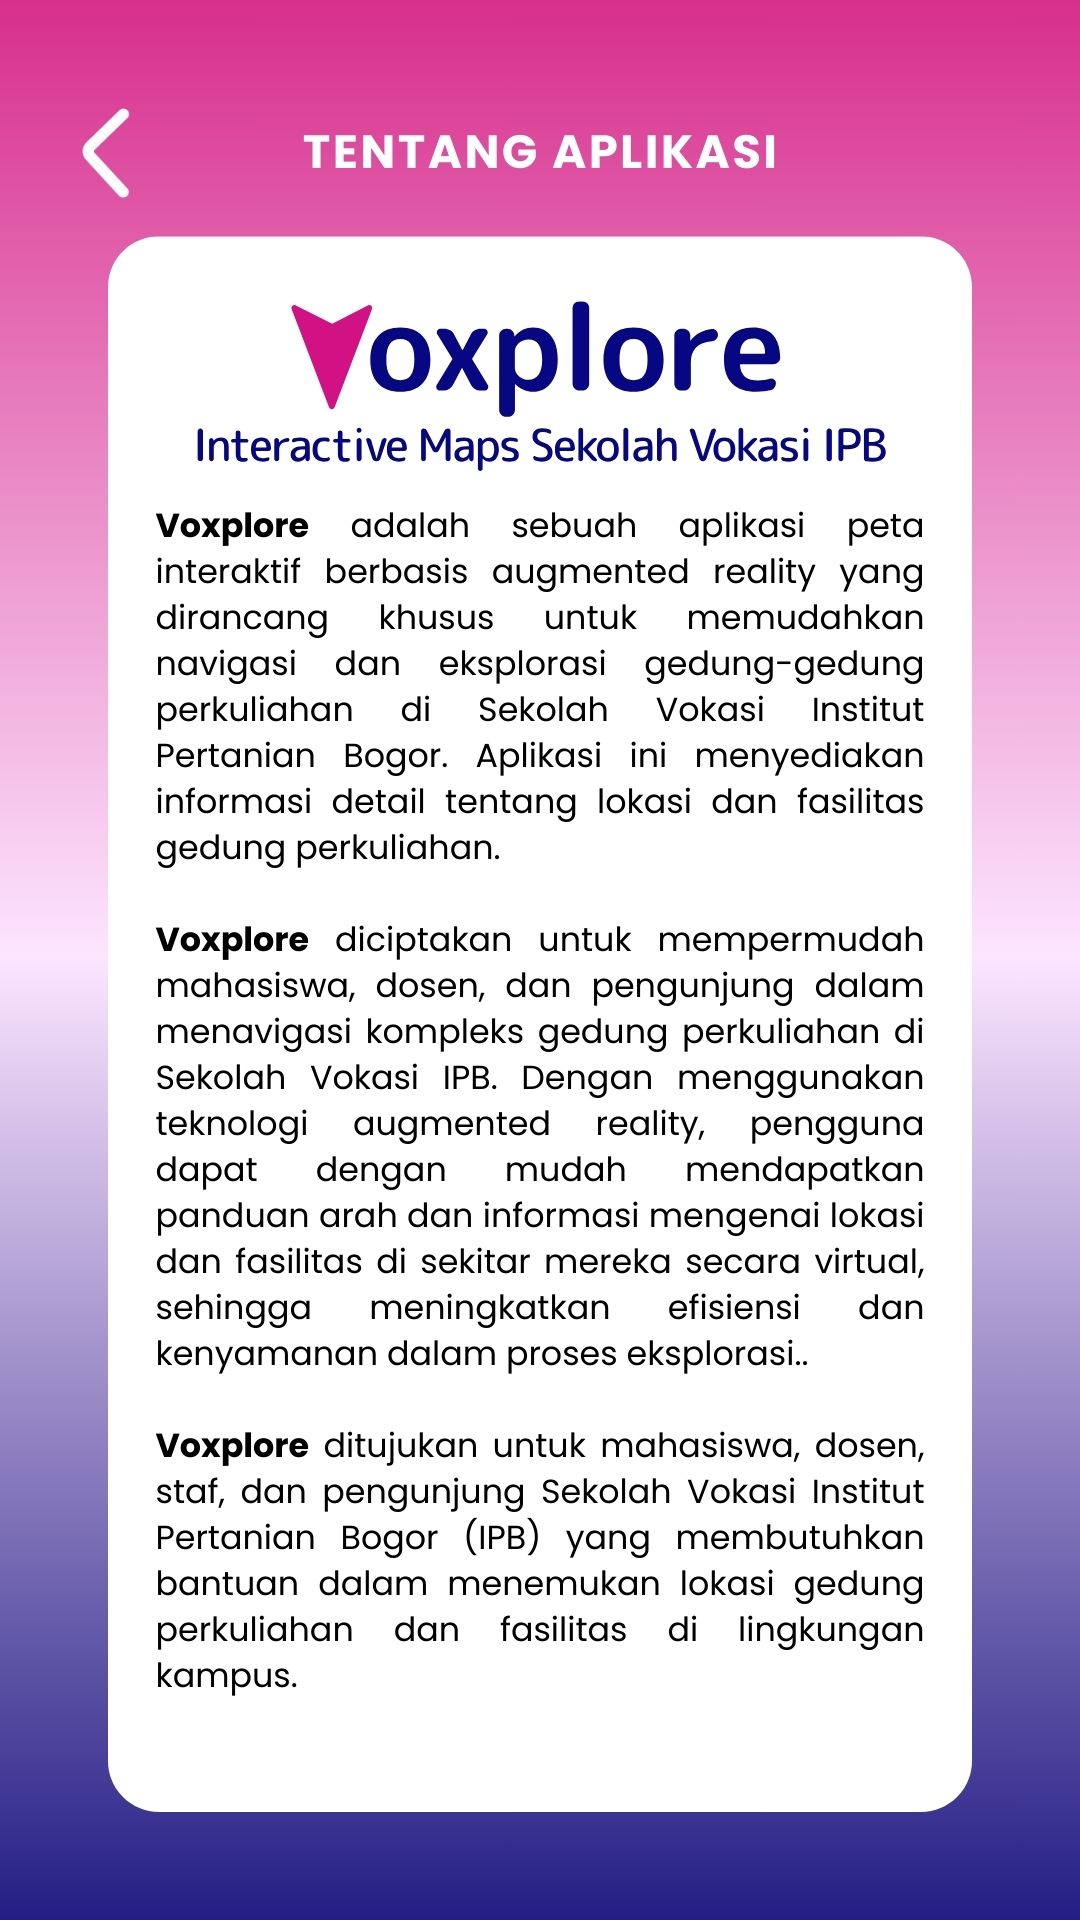 TENTANG APLIKASI
Voxplore
Interactive Maps Sekolah Vokasi IPB
Voxplore adalah sebuah aplikasi peta
interaktif berbasis augmented reality yang
dirancang khusus untuk memudahkan
navigasi dan eksplorasi gedung-gedung
perkuliahan di Sekolah Vokasi Institut
Pertanian Bogor. Aplikasi ini menyediakan
informasi detail tentang lokasi dan fasilitas
gedung perkuliahan.
Voxplore diciptakan untuk mempermudah
mahasiswa, dosen, dan pengunjung dalam
menavigasi kompleks gedung perkuliahan di
Sekolah Vokasi IPB. Dengan menggunakan
teknologi augmented reality, pengguna
dapat dengan mudah mendapatkan
panduan arah dan informasi mengenai lokasi
dan fasilitas di sekitar mereka secara virtual,
sehingga meningkatkan efisiensi dan
kenyamanan dalam proses eksplorasi..
Voxplore ditujukan untuk mahasiswa, dosen,
staf, dan pengunjung Sekolah Vokasi Institut
Pertanian Bogor (IPB) yang membutuhkan
bantuan dalam menemukan lokasi gedung
perkuliahan dan fasilitas di lingkungan
kampus.